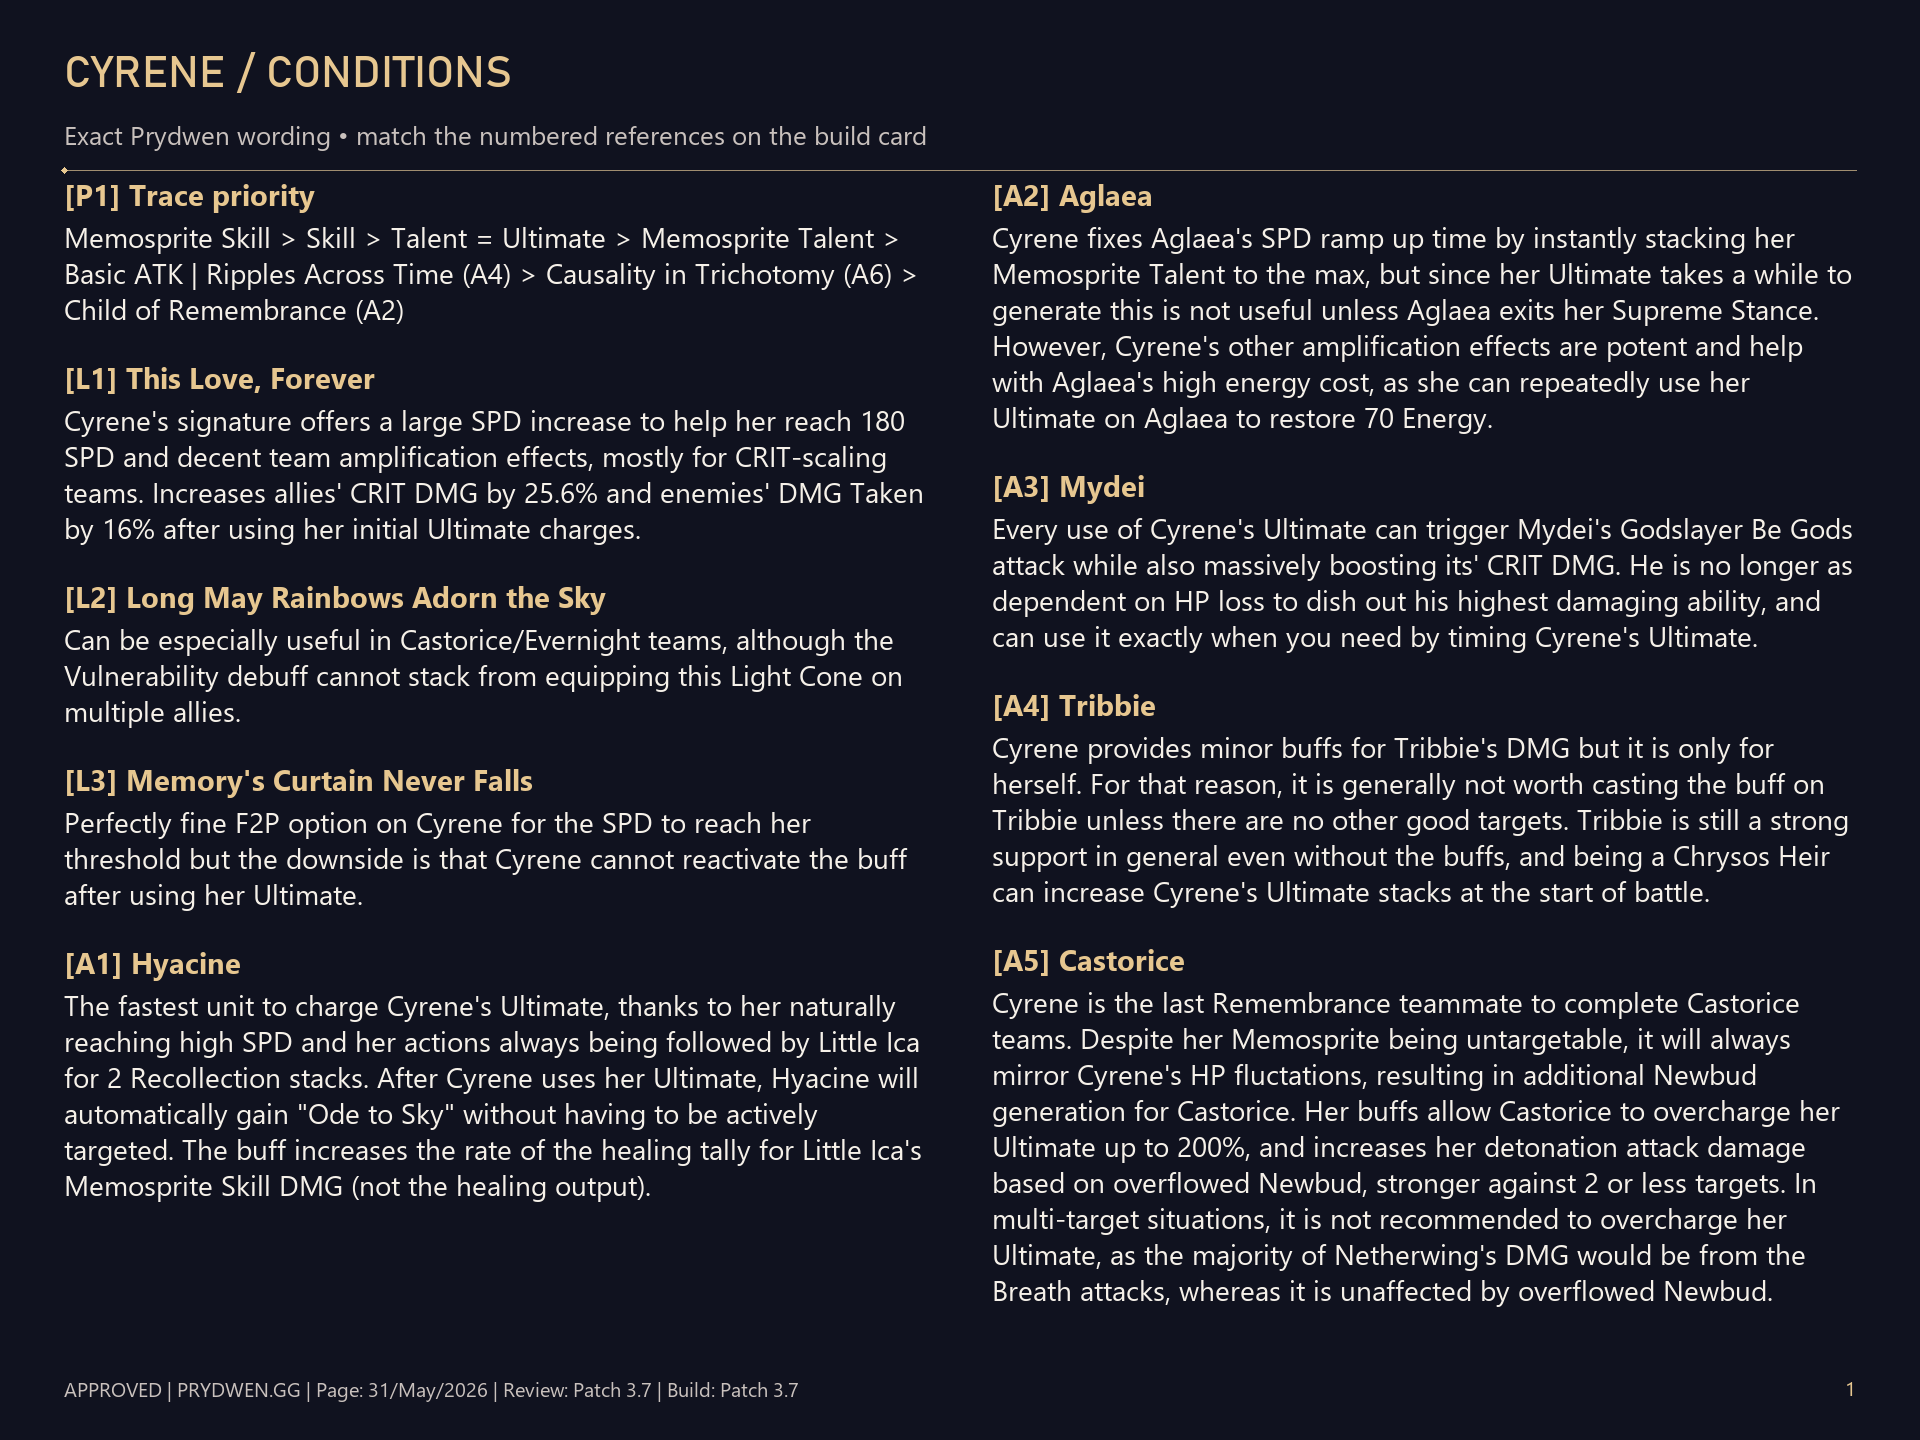 CYRENE / CONDITIONS
Exact Prydwen wording • match the numbered references on the build card
[P1] Trace priority
Memosprite Skill > Skill > Talent = Ultimate > Memosprite Talent >
Basic ATK | Ripples Across Time (A4) > Causality in Trichotomy (A6) >
Child of Remembrance (A2)
[L1] This Love, Forever
Cyrene's signature offers a large SPD increase to help her reach 180
SPD and decent team amplification effects, mostly for CRIT-scaling
teams. Increases allies' CRIT DMG by 25.6% and enemies' DMG Taken
by 16% after using her initial Ultimate charges.
[L2] Long May Rainbows Adorn the Sky
Can be especially useful in Castorice/Evernight teams, although the
Vulnerability debuff cannot stack from equipping this Light Cone on
multiple allies.
[L3] Memory's Curtain Never Falls
Perfectly fine F2P option on Cyrene for the SPD to reach her
threshold but the downside is that Cyrene cannot reactivate the buff
after using her Ultimate.
[A1] Hyacine
The fastest unit to charge Cyrene's Ultimate, thanks to her naturally
reaching high SPD and her actions always being followed by Little Ica
for 2 Recollection stacks. After Cyrene uses her Ultimate, Hyacine will
automatically gain "Ode to Sky" without having to be actively
targeted. The buff increases the rate of the healing tally for Little Ica's
Memosprite Skill DMG (not the healing output).
[A2] Aglaea
Cyrene fixes Aglaea's SPD ramp up time by instantly stacking her
Memosprite Talent to the max, but since her Ultimate takes a while to
generate this is not useful unless Aglaea exits her Supreme Stance.
However, Cyrene's other amplification effects are potent and help
with Aglaea's high energy cost, as she can repeatedly use her
Ultimate on Aglaea to restore 70 Energy.
[A3] Mydei
Every use of Cyrene's Ultimate can trigger Mydei's Godslayer Be Gods
attack while also massively boosting its' CRIT DMG. He is no longer as
dependent on HP loss to dish out his highest damaging ability, and
can use it exactly when you need by timing Cyrene's Ultimate.
[A4] Tribbie
Cyrene provides minor buffs for Tribbie's DMG but it is only for
herself. For that reason, it is generally not worth casting the buff on
Tribbie unless there are no other good targets. Tribbie is still a strong
support in general even without the buffs, and being a Chrysos Heir
can increase Cyrene's Ultimate stacks at the start of battle.
[A5] Castorice
Cyrene is the last Remembrance teammate to complete Castorice
teams. Despite her Memosprite being untargetable, it will always
mirror Cyrene's HP fluctations, resulting in additional Newbud
generation for Castorice. Her buffs allow Castorice to overcharge her
Ultimate up to 200%, and increases her detonation attack damage
based on overflowed Newbud, stronger against 2 or less targets. In
multi-target situations, it is not recommended to overcharge her
Ultimate, as the majority of Netherwing's DMG would be from the
Breath attacks, whereas it is unaffected by overflowed Newbud.
APPROVED | PRYDWEN.GG | Page: 31/May/2026 | Review: Patch 3.7 | Build: Patch 3.7
1